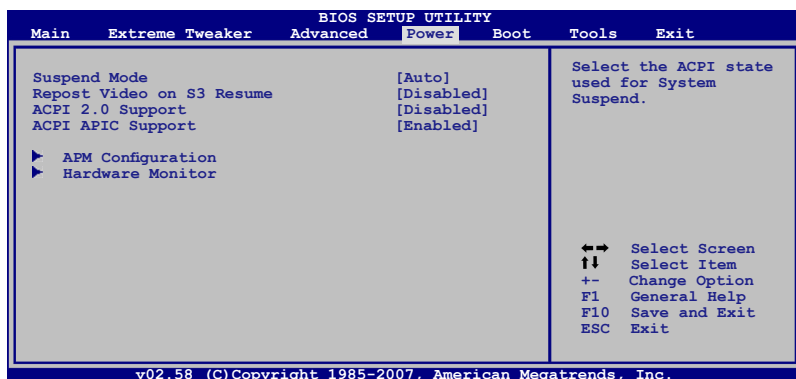 BIOS SETUP UTILITY
Main Extreme Tweaker Advanced Power Boot Tools Exit
Suspend Mode [Auto]
Repost Video on S3 Resume [Disabled]
ACPI 2.0 Support [Disabled]
ACPI APIC Support [Enabled]
APM Configuration
Hardware Monitor
Select the ACPI state
used for System
Suspend.
←→ Select Screen
↑↓ Select Item
+- Change Option
F1 General Help
F10 Save and Exit
ESC Exit
v02.58 (C)Copyright 1985-2007, American Megatrends, Inc.